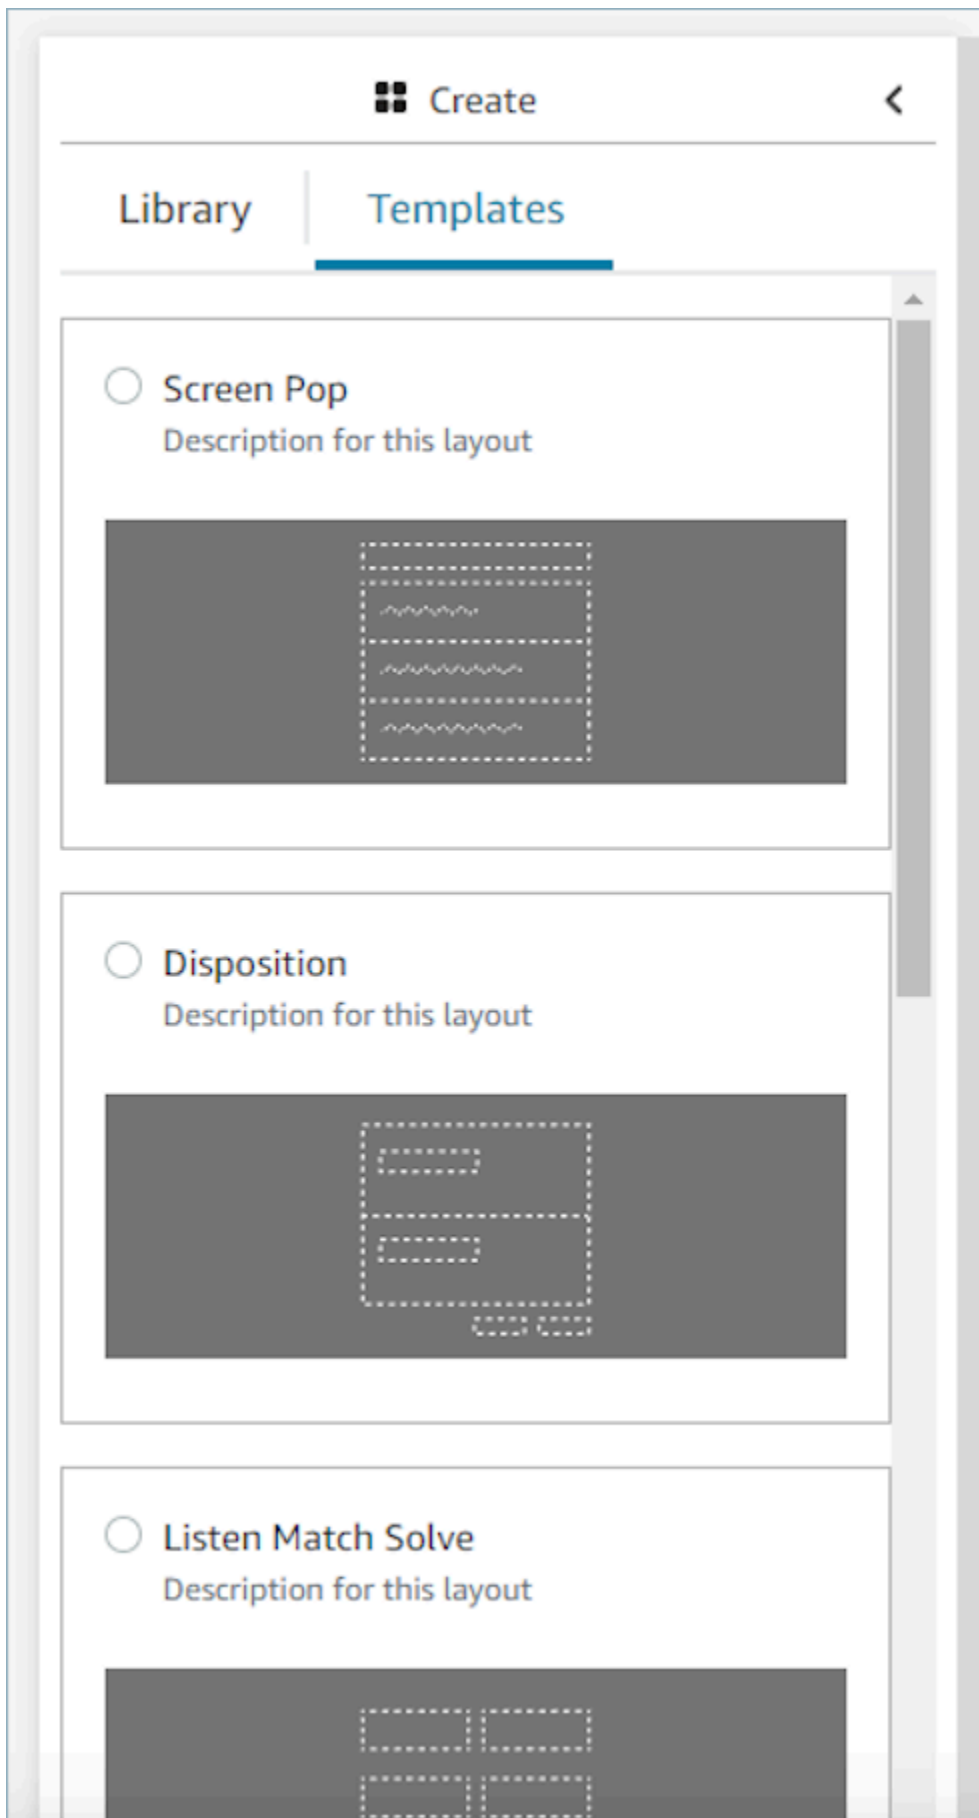 Create
Library
Templates
Screen Pop
Description for this layout
Disposition
Description for this layout
Listen Match Solve
Description for this layout